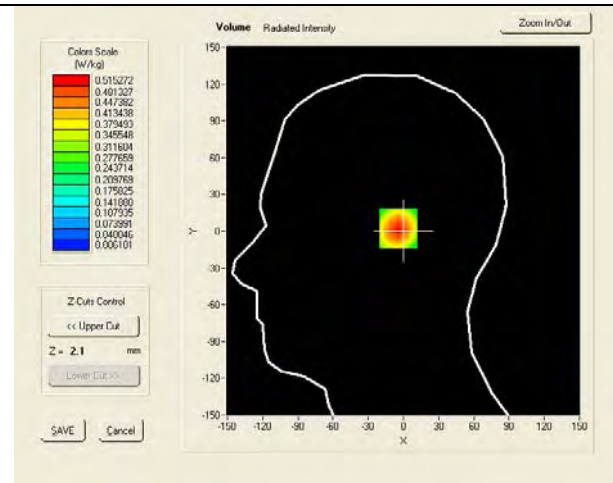 Volume Radiated Intensity
Zoom In/Out
Colors Scale
(W/kg)
0.515272
0.481327
0.447382
0.413438
0.379493
0.345548
0.311604
0.277659
0.243714
0.209769
0.175825
0.141880
0.107935
0.073991
0.040046
0.006101
150
120
90
60
30
Y
0
-30
-60
-90
-120
-150
-150 -120 -90 -60 -30 0 30 60 90 120 150
X
Z Cuts Control
<< Upper Cut
Z = 2.1 mm
Lower Cut >>
SAVE
Cancel